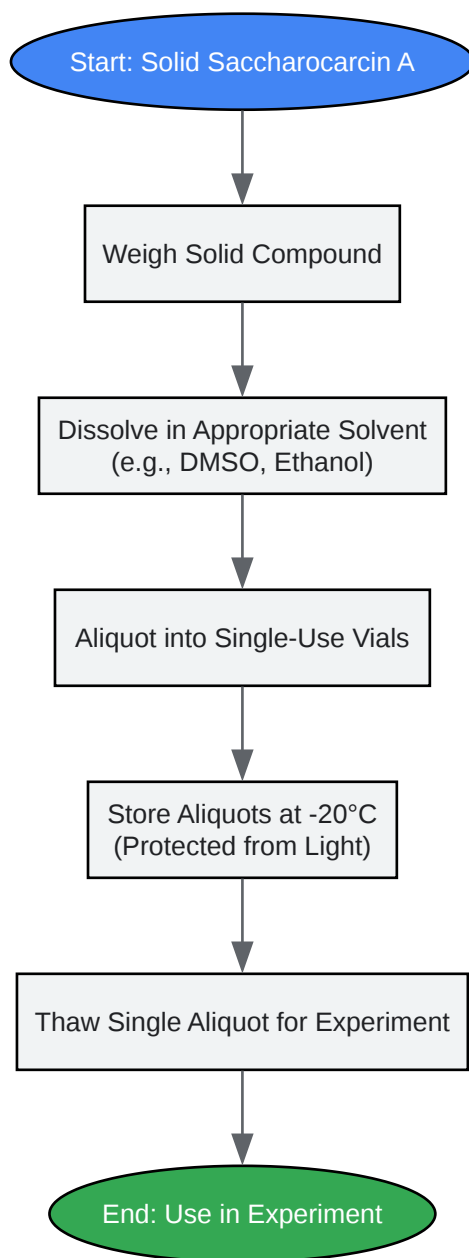 Start: Solid Saccharocarcin A
Weigh Solid Compound
Dissolve in Appropriate Solvent
(e.g., DMSO, Ethanol)
Aliquot into Single-Use Vials
Store Aliquots at -20°C
(Protected from Light)
Thaw Single Aliquot for Experiment
End: Use in Experiment